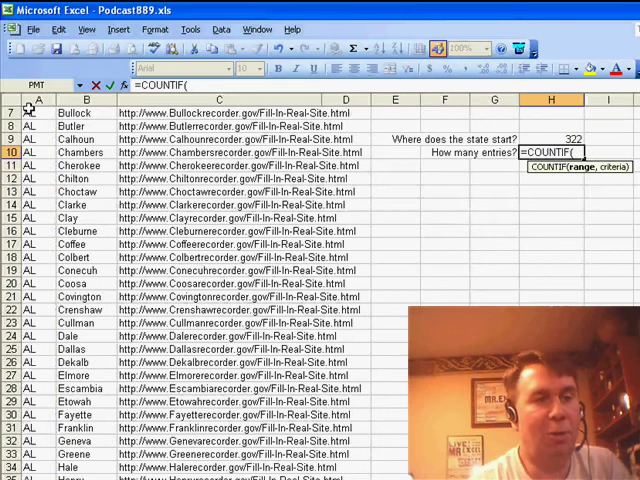 Microsoft Excel - Podcast889.xls
File Edit View Insert Format Tools Data Window Help
100%
Arial 10
PMT =COUNTIF(
A B C D E F G H I
7 AL Bullock http://www.Bullockrecorder.gov/Fill-In-Real-Site.html
8 AL Butler http://www.Butlerrecorder.gov/Fill-In-Real-Site.html
9 AL Calhoun http://www.Calhounrecorder.gov/Fill-In-Real-Site.html Where does the state start? 322
10 AL Chambers http://www.Chambersrecorder.gov/Fill-In-Real-Site.html How many entries? =COUNTIF(
11 AL Cherokee http://www.Cherokeerecorder.gov/Fill-In-Real-Site.html COUNTIF(range, criteria)
12 AL Chilton http://www.Chiltonrecorder.gov/Fill-In-Real-Site.html
13 AL Choctaw http://www.Choctawrecorder.gov/Fill-In-Real-Site.html
14 AL Clarke http://www.Clarkerecorder.gov/Fill-In-Real-Site.html
15 AL Clay http://www.Clayrecorder.gov/Fill-In-Real-Site.html
16 AL Cleburne http://www.Cleburnerecorder.gov/Fill-In-Real-Site.html
17 AL Coffee http://www.Coffeerecorder.gov/Fill-In-Real-Site.html
18 AL Colbert http://www.Colbertrecorder.gov/Fill-In-Real-Site.html
19 AL Conecuh http://www.Conecuhrecorder.gov/Fill-In-Real-Site.html
20 AL Coosa http://www.Coosarecorder.gov/Fill-In-Real-Site.html
21 AL Covington http://www.Covingtonrecorder.gov/Fill-In-Real-Site.html
22 AL Crenshaw http://www.Crenshawrecorder.gov/Fill-In-Real-Site.html
23 AL Cullman http://www.Cullmanrecorder.gov/Fill-In-Real-Site.html
24 AL Dale http://www.Dalerecorder.gov/Fill-In-Real-Site.html
25 AL Dallas http://www.Dallasrecorder.gov/Fill-In-Real-Site.html
26 AL Dekalb http://www.Dekalbrecorder.gov/Fill-In-Real-Site.html
27 AL Elmore http://www.Elmorerecorder.gov/Fill-In-Real-Site.html
28 AL Escambia http://www.Escambiarecorder.gov/Fill-In-Real-Site.html
29 AL Etowah http://www.Etowahrecorder.gov/Fill-In-Real-Site.html
30 AL Fayette http://www.Fayetterecorder.gov/Fill-In-Real-Site.html
31 AL Franklin http://www.Franklinrecorder.gov/Fill-In-Real-Site.html
32 AL Geneva http://www.Genevarecorder.gov/Fill-In-Real-Site.html
33 AL Greene http://www.Greenerecorder.gov/Fill-In-Real-Site.html
34 AL Hale http://www.Halerecorder.gov/Fill-In-Real-Site.html
MR.EX
LIVE
MR EX